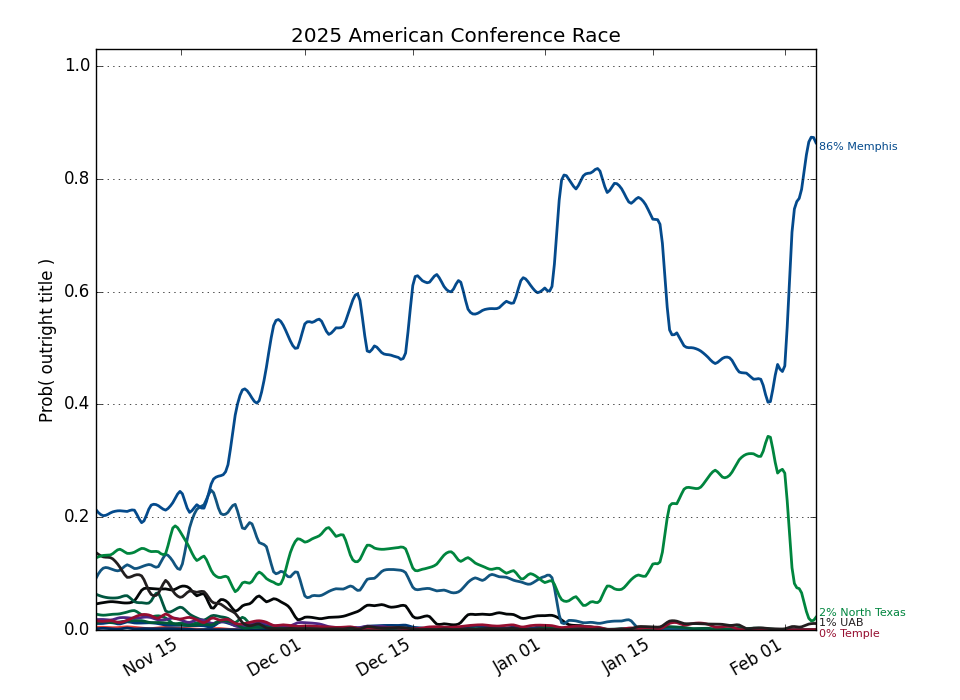 2025 American Conference Race
Prob( outright title )
1.0
0.8
0.6
0.4
0.2
0.0
Nov 15
Dec 01
Dec 15
Jan 01
Jan 15
Feb 01
86% Memphis
2% North Texas
1% UAB
0% Temple